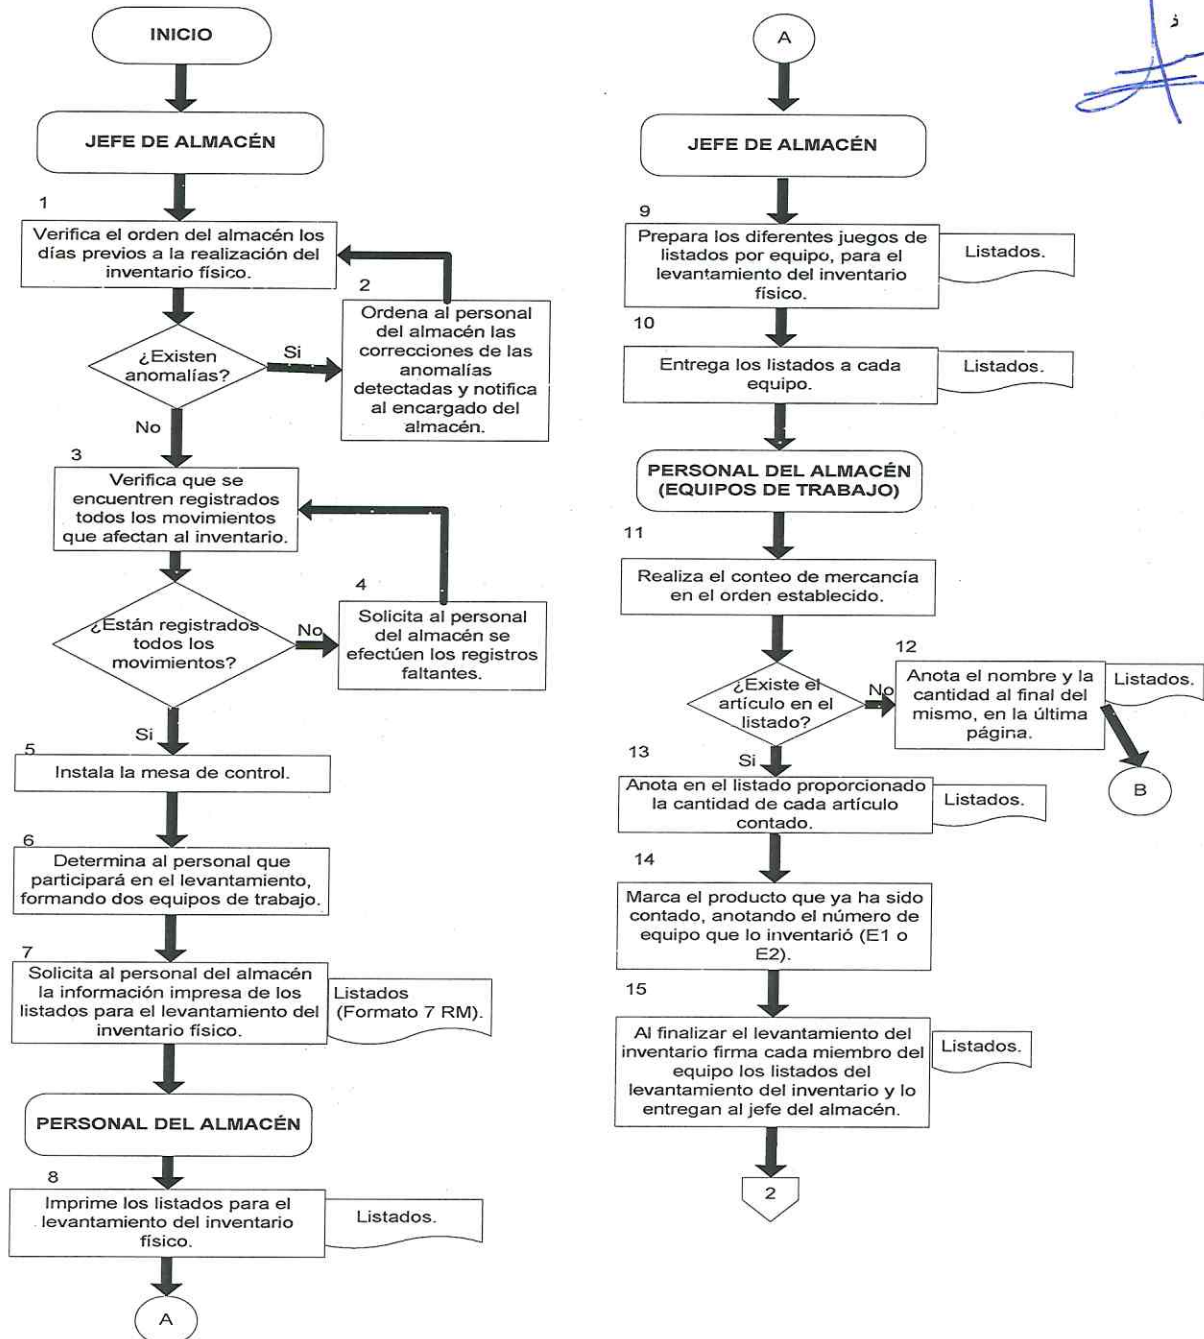 INICIO
JEFE DE ALMACÉN
1
Verifica el orden del almacén los
días previos a la realización del
inventario físico.
2
Ordena al personal
del almacén las
correcciones de las
anomalías
detectadas y notifica
al encargado del
almacén.
¿Existen
anomalías?
Si
No
3
Verifica que se
encuentren registrados
todos los movimientos
que afectan al inventario.
4
Solicita al personal
del almacén se
efectúen los registros
faltantes.
¿Están registrados
todos los
movimientos?
No
Si
5
Instala la mesa de control.
6
Determina al personal que
participará en el levantamiento,
formando dos equipos de trabajo.
7
Solicita al personal del almacén
la información impresa de los
listados para el levantamiento del
inventario físico.
Listados
(Formato 7 RM).
PERSONAL DEL ALMACÉN
8
Imprime los listados para el
levantamiento del inventario
físico.
Listados.
A
A
JEFE DE ALMACÉN
9
Prepara los diferentes juegos de
listados por equipo, para el
levantamiento del inventario
físico.
Listados.
10
Entrega los listados a cada
equipo.
Listados.
PERSONAL DEL ALMACÉN
(EQUIPOS DE TRABAJO)
11
Realiza el conteo de mercancía
en el orden establecido.
¿Existe el
artículo en el
listado?
No
12
Anota el nombre y la
cantidad al final del
mismo, en la última
página.
Listados.
B
Si
13
Anota en el listado proporcionado
la cantidad de cada artículo
contado.
Listados.
14
Marca el producto que ya ha sido
contado, anotando el número de
equipo que lo inventarió (E1 o
E2).
15
Al finalizar el levantamiento del
inventario firma cada miembro del
equipo los listados del
levantamiento del inventario y lo
entregan al jefe del almacén.
Listados.
2